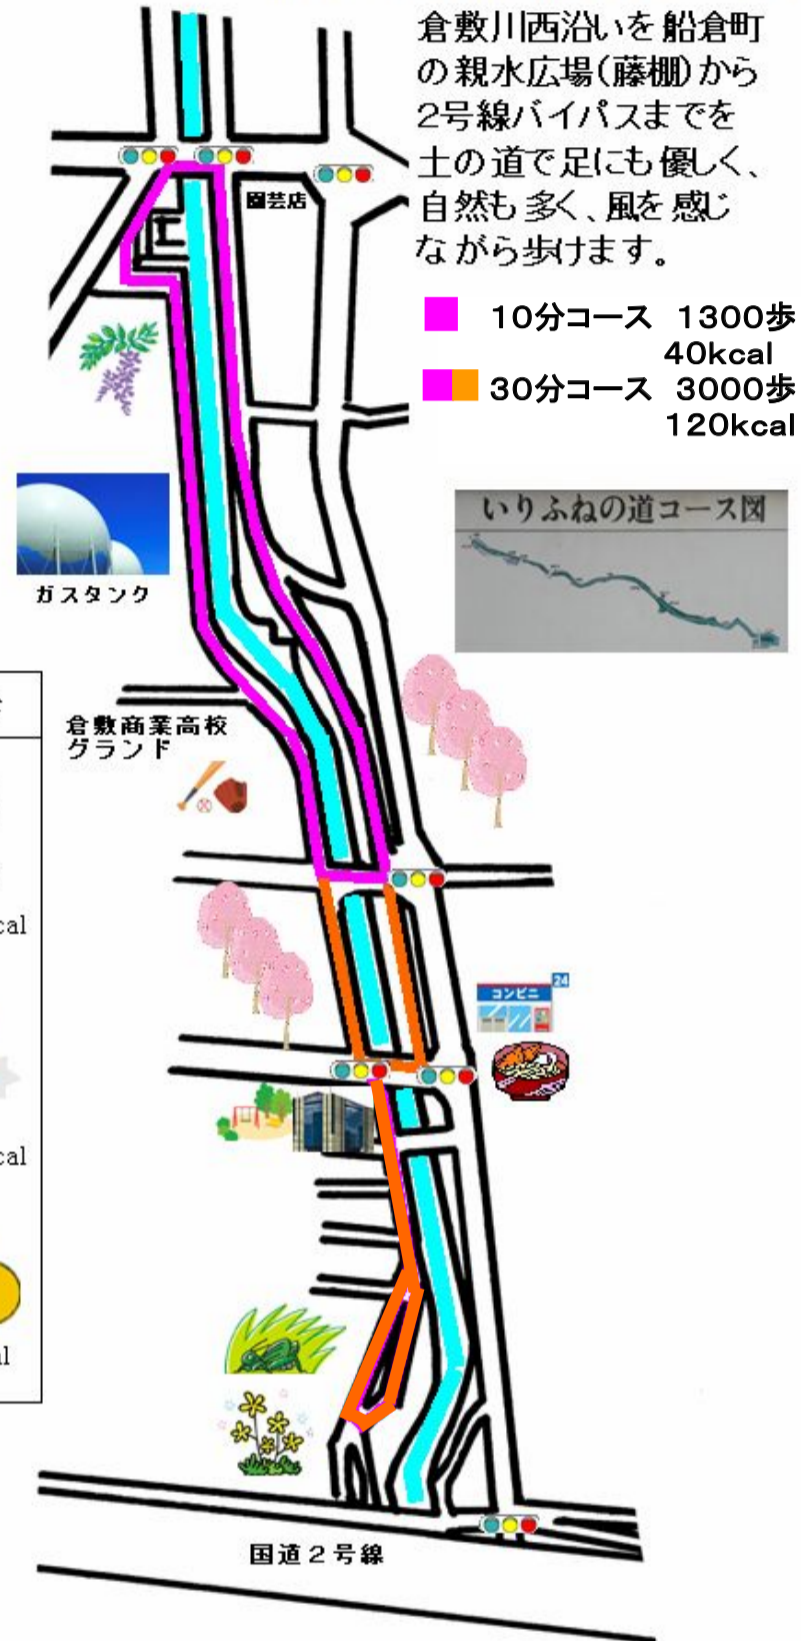 倉敷川西沿いを船倉町
の親水広場(藤棚)から
2号線バイパスまでを
土の道で足にも優しく、
自然も多く、風を感じ
ながら歩けます。
園芸店
10分コース 1300歩
40kcal
30分コース 3000歩
120kcal
いりふねの道コース図
ガスタンク
倉敷商業高校
グランド
cal
コンビニ
24
cal
al
国道2号線